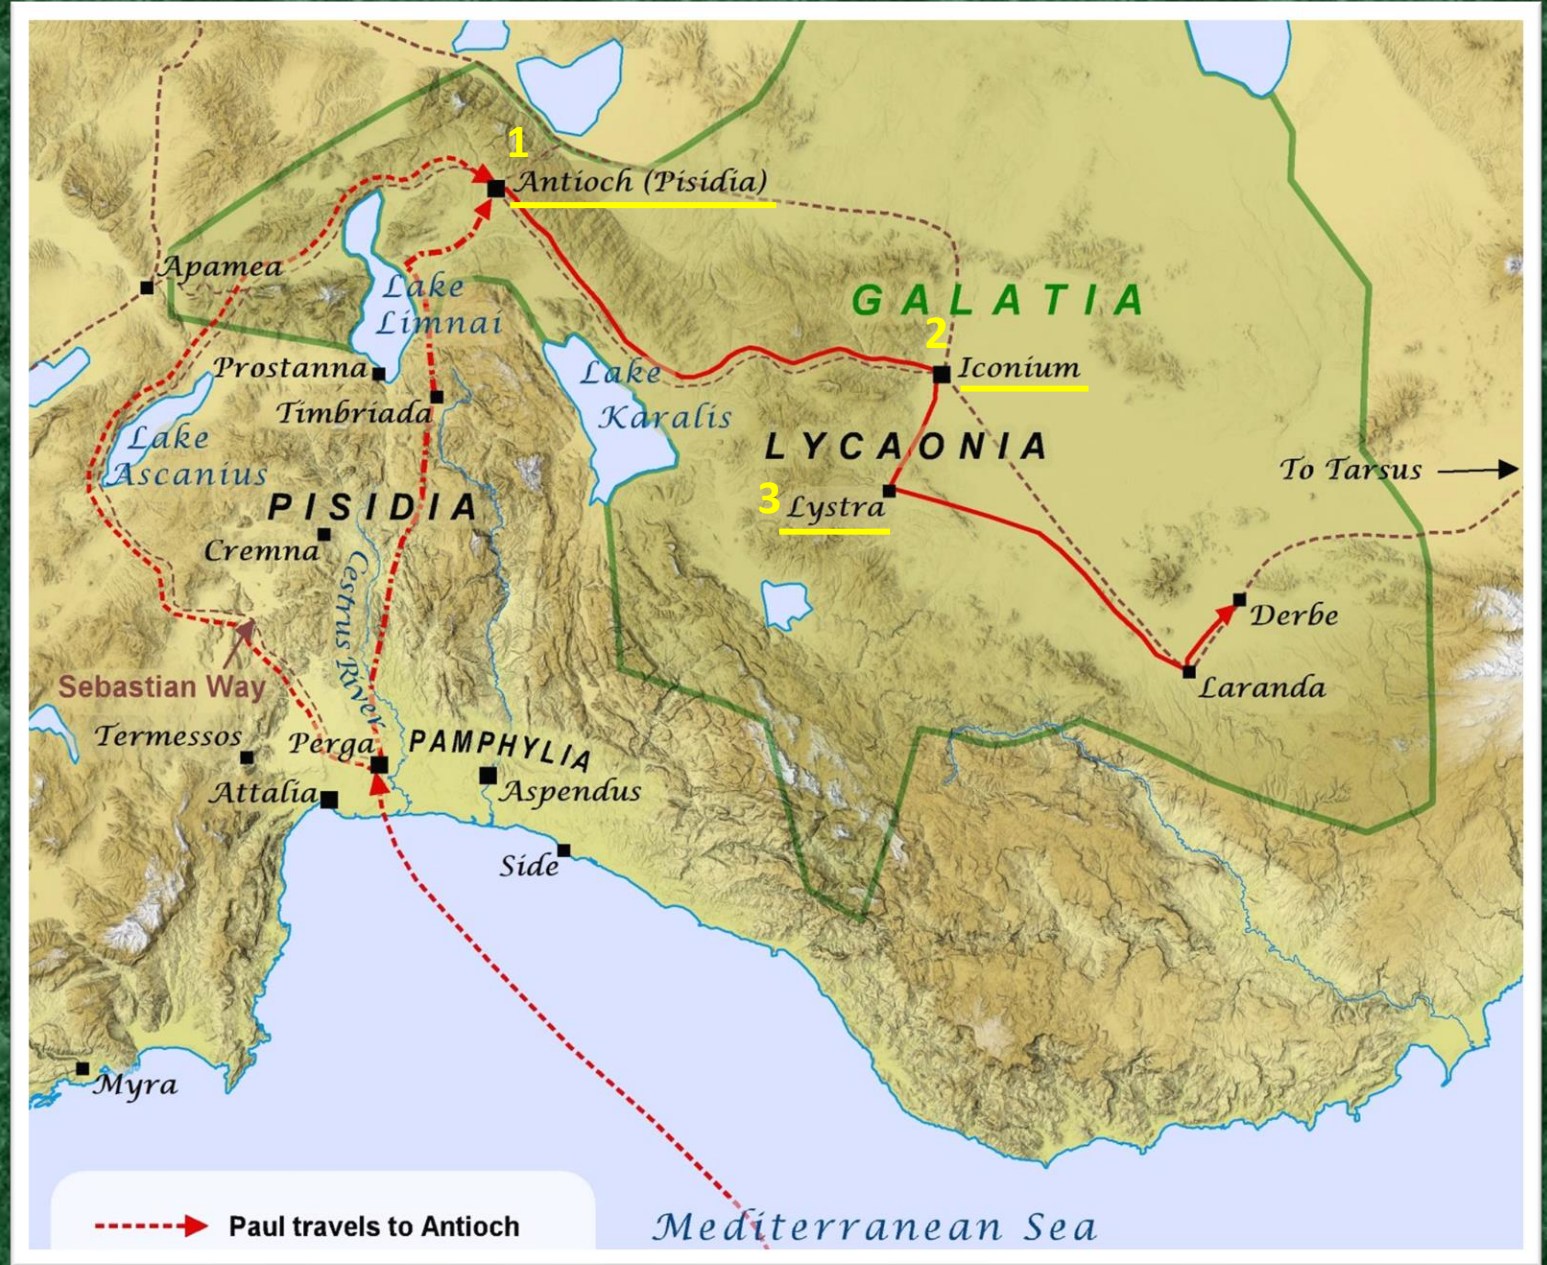 1
Antioch (Pisidia)
Apamea
Lake
Limnai
GALATIA
2
Prostanna
Lake
Karalis
Iconium
Timbriada
Lake
Ascanius
LYCAONIA
To Tarsus
PISIDIA
3
Lystra
Cremna
Cestrus River
Derbe
Sebastian Way
Laranda
Termessos
Perga
PAMPHYLIA
Attalia
Aspendus
Side
Myra
Paul travels to Antioch
Mediterranean Sea